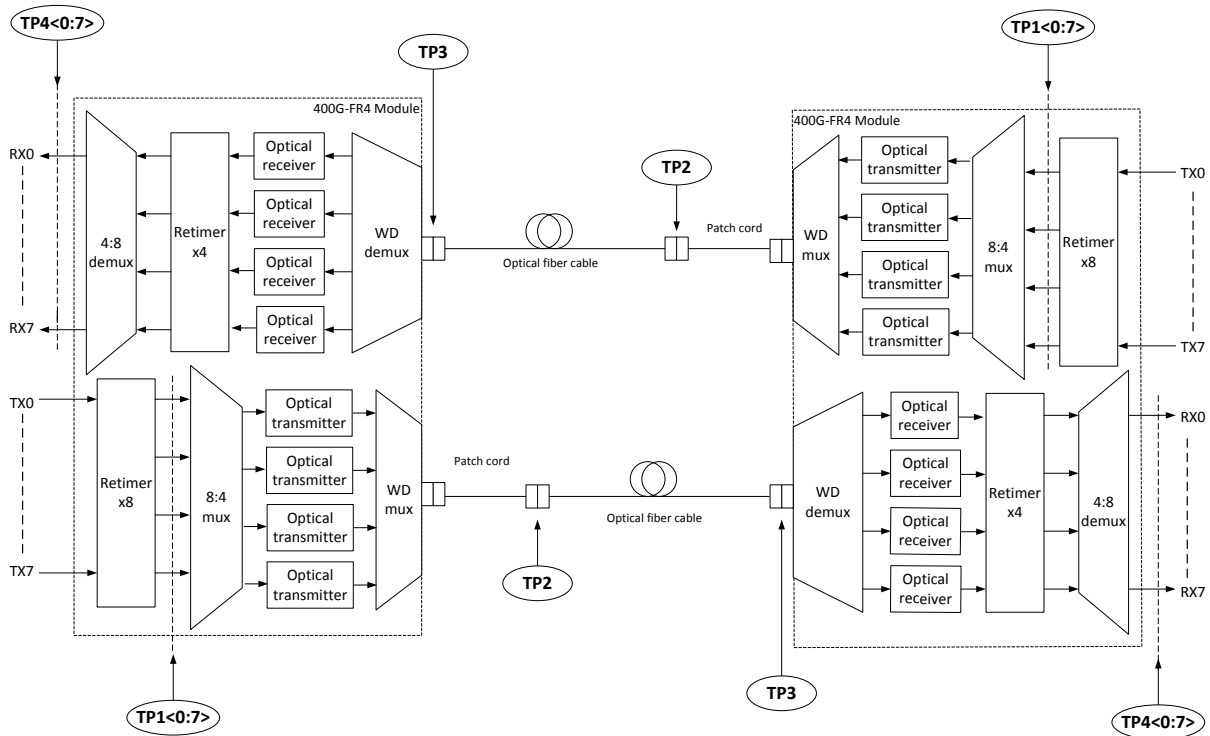 TP4<0:7>
TP3
TP1<0:7>
400G-FR4 Module
400G-FR4 Module
RX0
RX7
4:8
demux
Retimer
x4
Optical
receiver
Optical
receiver
Optical
receiver
Optical
receiver
WD
demux
Optical fiber cable
TP2
Patch cord
WD
mux
Optical
transmitter
Optical
transmitter
Optical
transmitter
Optical
transmitter
8:4
mux
Retimer
x8
TX0
TX7
TX0
TX7
Retimer
x8
8:4
mux
Optical
transmitter
Optical
transmitter
Optical
transmitter
Optical
transmitter
WD
mux
Patch cord
TP2
Optical fiber cable
WD
demux
Optical
receiver
Optical
receiver
Optical
receiver
Optical
receiver
Retimer
x4
4:8
demux
RX0
RX7
TP1<0:7>
TP3
TP4<0:7>